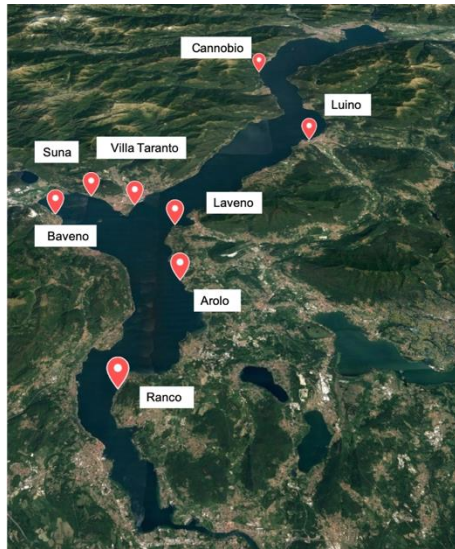 Cannobio
Luino
Suna
Villa Taranto
Laveno
Baveno
Arolo
Ranco